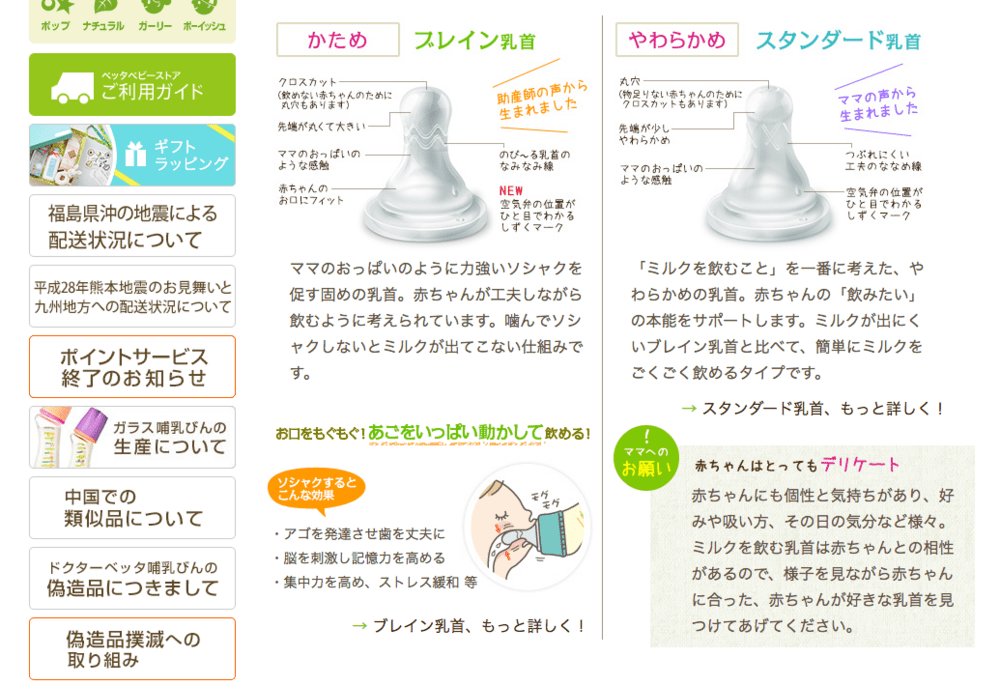 ポップ ナチュラル ガーリー ボーイッシュ
ベッタベビーストア
ご利用ガイド
ギフト
ラッピング
福島県沖の地震による
配送状況について
平成28年熊本地震のお見舞いと
九州地方への配送状況について
ポイントサービス
終了のお知らせ
ガラス哺乳びんの
生産について
中国での
類似品について
ドクターベッタ哺乳びんの
偽造品につきまして
偽造品撲滅への
取り組み
かため ブレイン乳首
クロスカット
(飲めない赤ちゃんのために
丸穴もあります)
先端が丸くて大きい
ママのおっぱいの
ような感触
赤ちゃんの
お口にフィット
助産師の声から
生まれました
のび〜る乳首の
なみなみ線
NEW
空気弁の位置が
ひと目でわかる
しずくマーク
ママのおっぱいのように力強いソシャクを
促す固めの乳首。赤ちゃんが工夫しながら
飲むように考えられています。噛んでソシ
ャクしないとミルクが出てこない仕組みで
す。
お口をもぐもぐ!あごをいっぱい動かして飲める!
ソシャクすると
こんな効果
モグ
モグ
・アゴを発達させ歯を丈夫に
・脳を刺激し記憶力を高める
・集中力を高め、ストレス緩和 等
→ ブレイン乳首、もっと詳しく！
やわらかめ スタンダード乳首
丸穴
(物足りない赤ちゃんのために
クロスカットもあります)
先端が少し
やわらかめ
ママのおっぱいの
ような感触
ママの声から
生まれました
つぶれにくい
工夫のななめ線
空気弁の位置が
ひと目でわかる
しずくマーク
「ミルクを飲むこと」を一番に考えた、や
わらかめの乳首。赤ちゃんの「飲みたい」
の本能をサポートします。ミルクが出にく
いブレイン乳首と比べて、簡単にミルクを
ごくごく飲めるタイプです。
→ スタンダード乳首、もっと詳しく！
!
ママへの
お願い
赤ちゃんはとってもデリケート
赤ちゃんにも個性と気持ちがあり、好
みや吸い方、その日の気分など様々。
ミルクを飲む乳首は赤ちゃんとの相性
があるので、様子を見ながら赤ちゃん
に合った、赤ちゃんが好きな乳首を見
つけてあげてください。